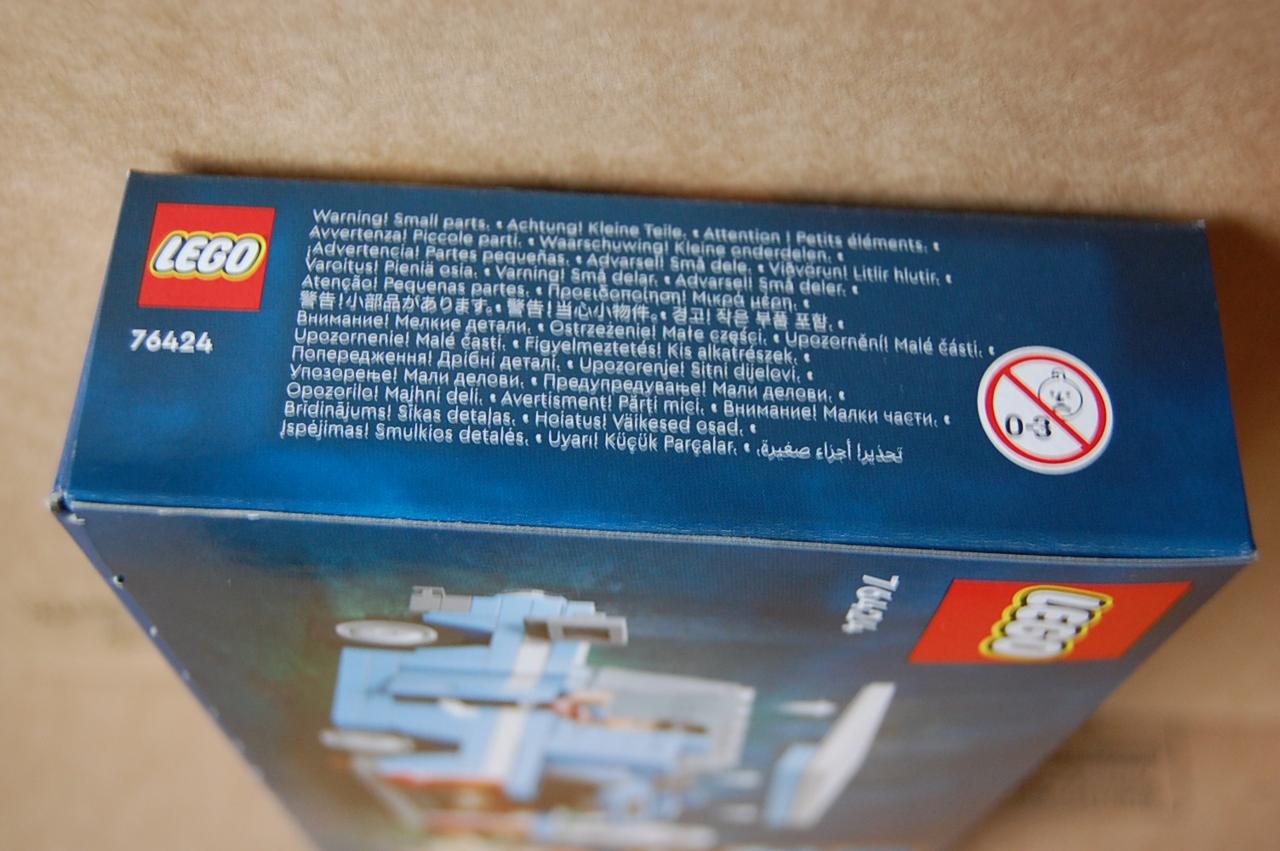 LEGO
76424
Warning! Small parts. • Achtung! Kleine Teile. • Attention ! Petits éléments. •
Avvertenza! Piccole parti. • Waarschuwing! Kleine onderdelen. •
¡Advertencia! Partes pequeñas. • Advarsel! Små dele. • Viðvörun! Litlir hlutir. •
Varoitus! Pieniä osia. • Varning! Små delar. • Advarsel! Små deler. •
Atenção! Pequenas partes. • Προειδοποίηση! Μικρά μέρη. •
警告!小部品があります。• 警告!当心小物件。• 경고! 작은 부품 포함. •
Внимание! Мелкие детали. • Ostrzeżenie! Małe części. • Upozornění! Malé části. •
Upozornenie! Malé časti. • Figyelmeztetés! Kis alkatrészek. •
Попередження! Дрібні деталі. • Upozorenje! Sitni dijelovi. •
Упозорење! Мали делови. • Предупредување! Мали делови. •
Opozorilo! Majhni deli. • Avertisment! Părți mici. • Внимание! Малки части. •
Brīdinājums! Sīkas detaļas. • Hoiatus! Väikesed osad. •
Įspėjimas! Smulkios detalės. • Uyarı! Küçük Parçalar. • تحذير! أجزاء صغيرة.
0-3
76424
LEGO